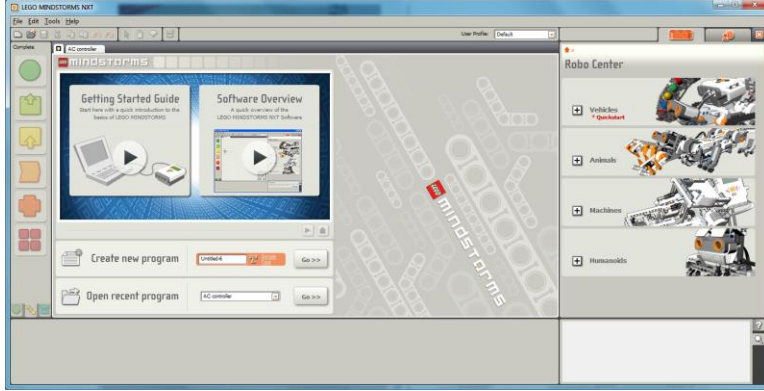 LEGO MINDSTORMS NXT
File Edit Tools Help
User Profile: Default
Complete
AC controller
LEGO mindstorms
Getting Started Guide
Start here with a quick introduction to the
basics of LEGO MINDSTORMS
Software Overview
A quick overview of the
LEGO MINDSTORMS NXT Software
Create new program
Untitled-6
Go >>
Open recent program
AC controller
Go >>
LEGO mindstorms
Robo Center
Vehicles
* Quickstart
Animals
Machines
Humanoids